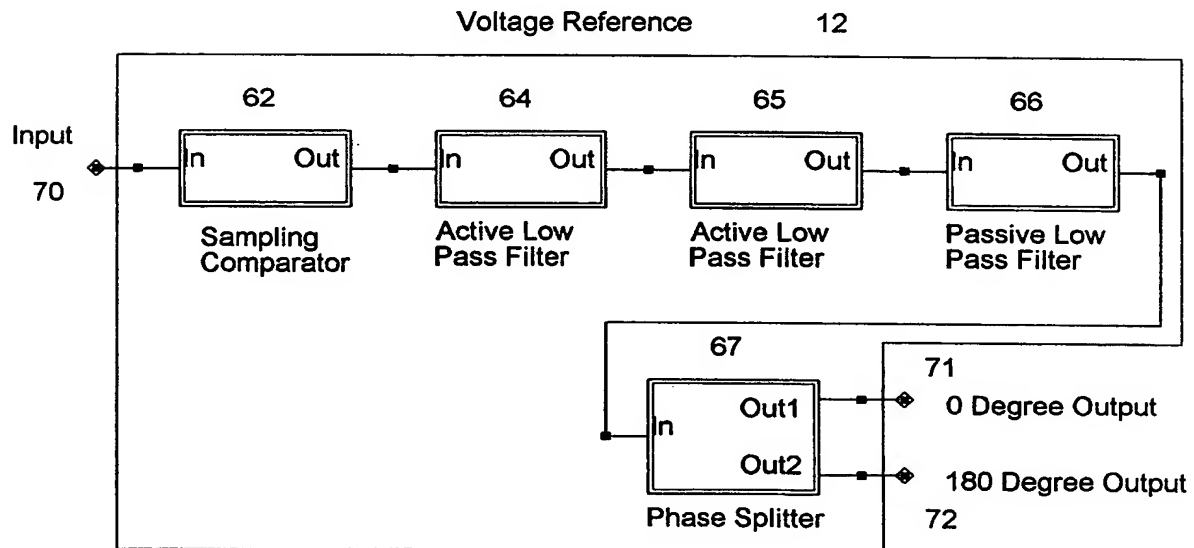 Voltage Reference 12
62 64 65 66
Input
In Out In Out In Out In Out
70
Sampling
Comparator
Active Low
Pass Filter
Active Low
Pass Filter
Passive Low
Pass Filter
67
71
Out1
0 Degree Output
In
Out2
180 Degree Output
Phase Splitter
72